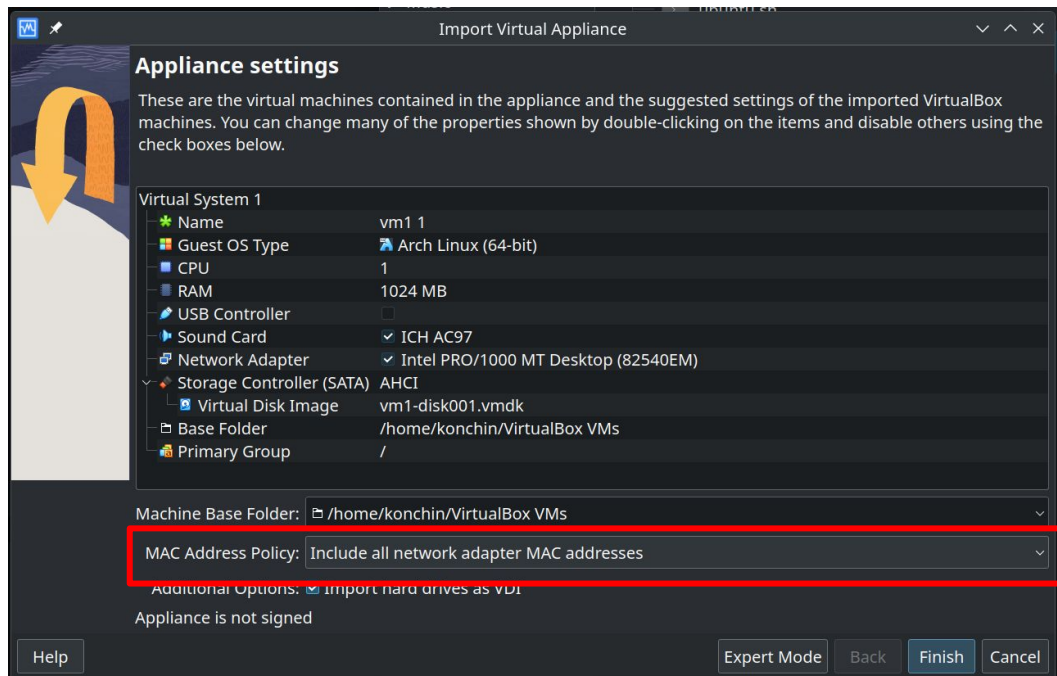 Import Virtual Appliance
Appliance settings
These are the virtual machines contained in the appliance and the suggested settings of the imported VirtualBox
machines. You can change many of the properties shown by double-clicking on the items and disable others using the
check boxes below.
Virtual System 1
Name vm1 1
Guest OS Type Arch Linux (64-bit)
CPU 1
RAM 1024 MB
USB Controller
Sound Card ICH AC97
Network Adapter Intel PRO/1000 MT Desktop (82540EM)
Storage Controller (SATA) AHCI
Virtual Disk Image vm1-disk001.vmdk
Base Folder /home/konchin/VirtualBox VMs
Primary Group /
Machine Base Folder: /home/konchin/VirtualBox VMs
MAC Address Policy: Include all network adapter MAC addresses
Additional Options: Import hard drives as VDI
Appliance is not signed
Help Expert Mode Back Finish Cancel